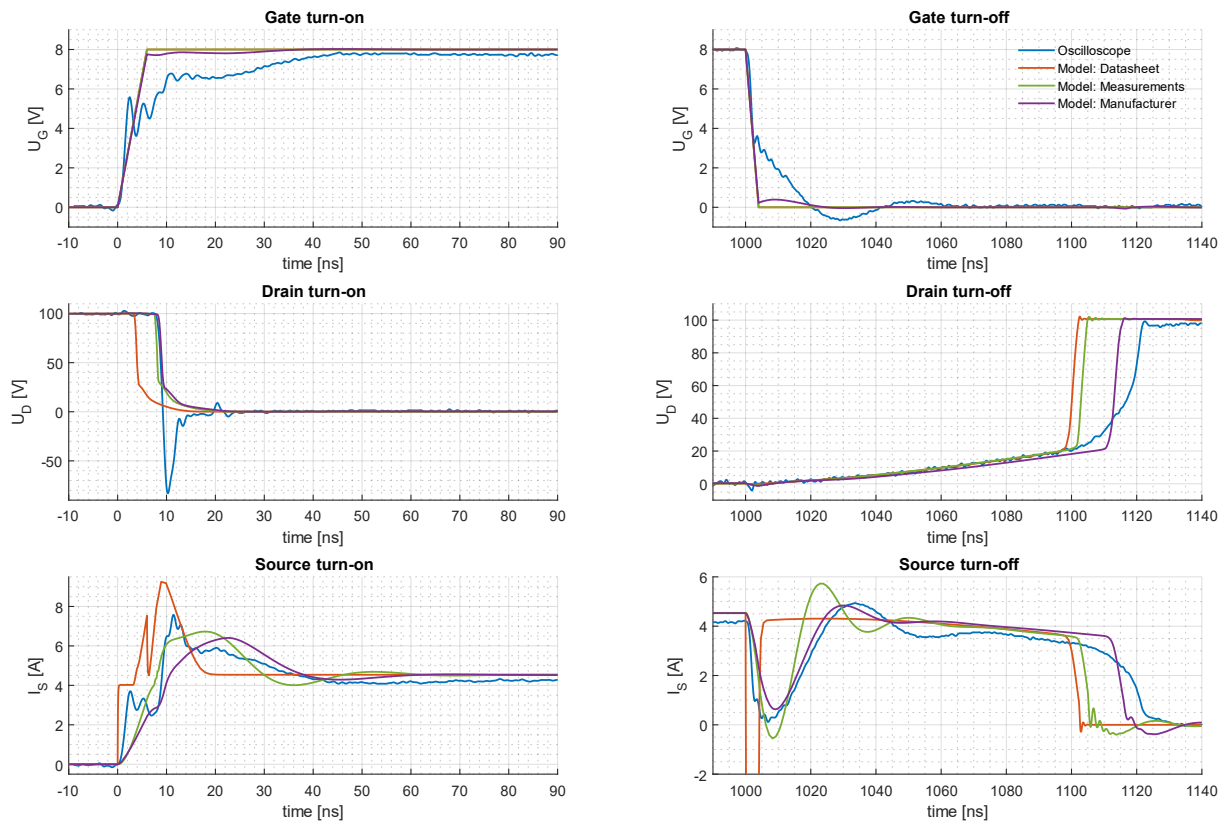 Gate turn-on
8
6
4
2
0
U_G [V]
-10 0 10 20 30 40 50 60 70 80 90
time [ns]
Gate turn-off
8
6
4
2
0
U_G [V]
1000 1020 1040 1060 1080 1100 1120 1140
time [ns]
Oscilloscope
Model: Datasheet
Model: Measurements
Model: Manufacturer
Drain turn-on
100
50
0
-50
U_D [V]
-10 0 10 20 30 40 50 60 70 80 90
time [ns]
Drain turn-off
100
80
60
40
20
0
U_D [V]
1000 1020 1040 1060 1080 1100 1120 1140
time [ns]
Source turn-on
8
6
4
2
0
I_S [A]
-10 0 10 20 30 40 50 60 70 80 90
time [ns]
Source turn-off
6
4
2
0
-2
I_S [A]
1000 1020 1040 1060 1080 1100 1120 1140
time [ns]